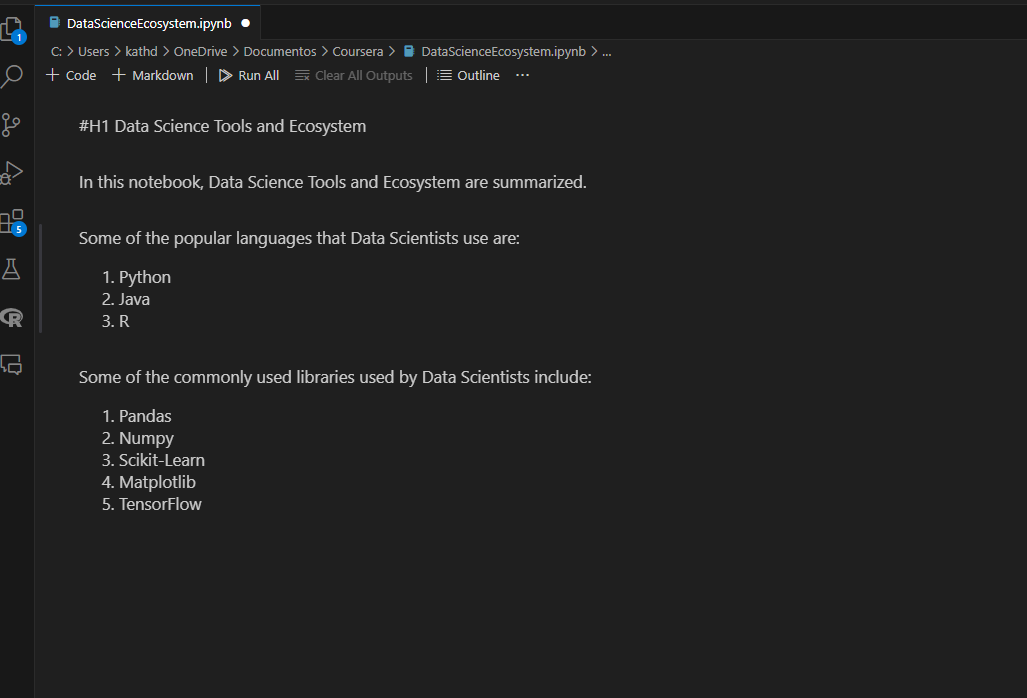 DataScienceEcosystem.ipynb ●
1
C: > Users > kathd > OneDrive > Documentos > Coursera > DataScienceEcosystem.ipynb > ...
+ Code + Markdown | Run All Clear All Outputs | Outline ...
#H1 Data Science Tools and Ecosystem
In this notebook, Data Science Tools and Ecosystem are summarized.
5
Some of the popular languages that Data Scientists use are:
1. Python
2. Java
3. R
R
Some of the commonly used libraries used by Data Scientists include:
1. Pandas
2. Numpy
3. Scikit-Learn
4. Matplotlib
5. TensorFlow